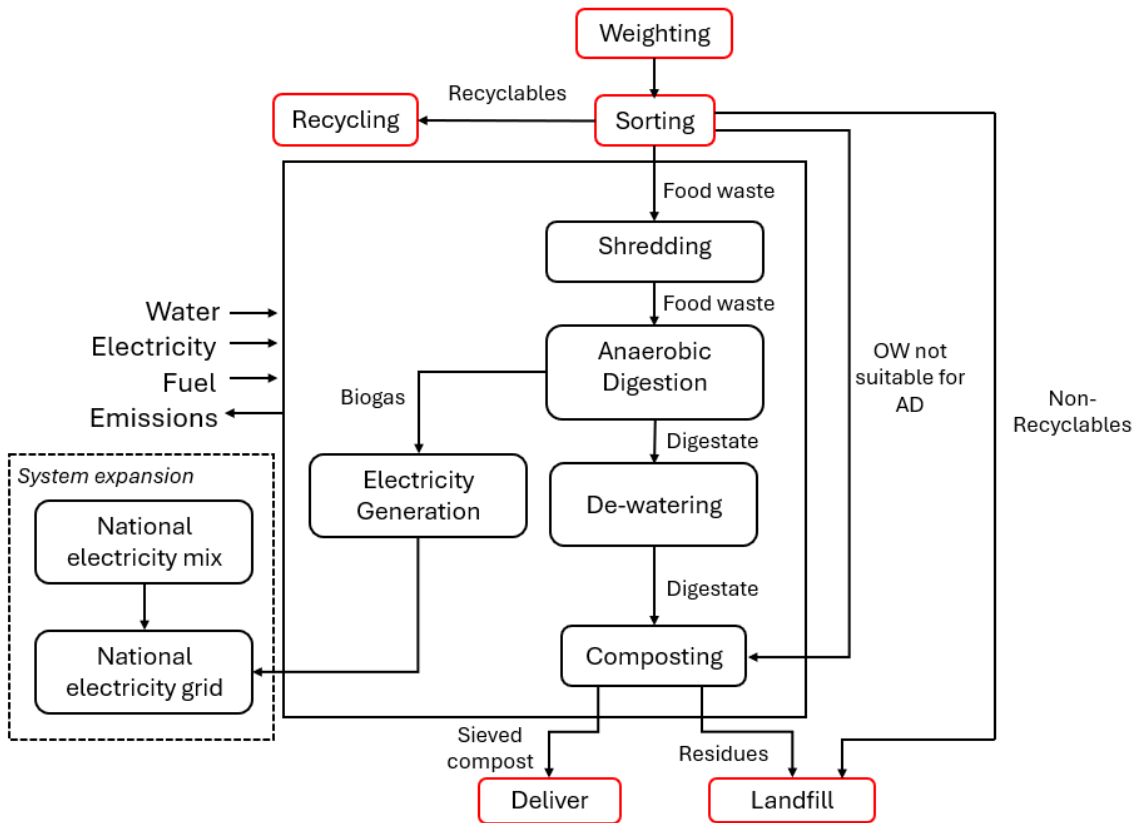 Weighting
Recyclables
Recycling
Sorting
Food waste
Shredding
Food waste
Water
Electricity
Fuel
Emissions
Anaerobic
Digestion
OW not
suitable for
AD
Non-
Recyclables
Biogas
Digestate
System expansion
National
electricity mix
Electricity
Generation
De-watering
Digestate
National
electricity grid
Composting
Sieved
compost
Residues
Deliver
Landfill